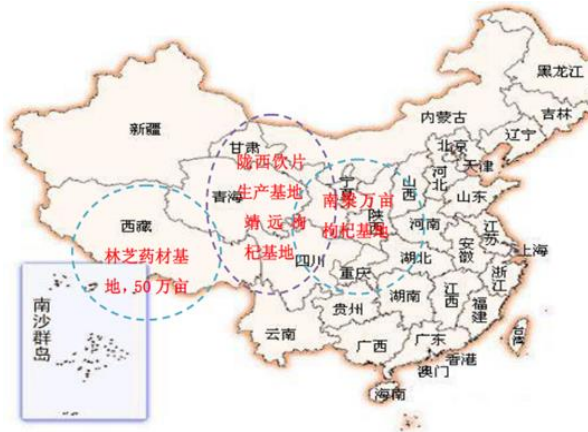 黑龙江
吉林
辽宁
内蒙古
北京
天津
新疆
甘肃
陇西饮片
生产基地
靖远枸
杞基地
宁夏
山西
河北
山东
青海
南梁万亩
枸杞基地
陕西
河南
江苏
西藏
林芝药材基
地，50万亩
四川
重庆
湖北
安徽
上海
浙江
湖南
江西
福建
贵州
云南
广西
广东
台湾
香港
澳门
海南
南沙群岛